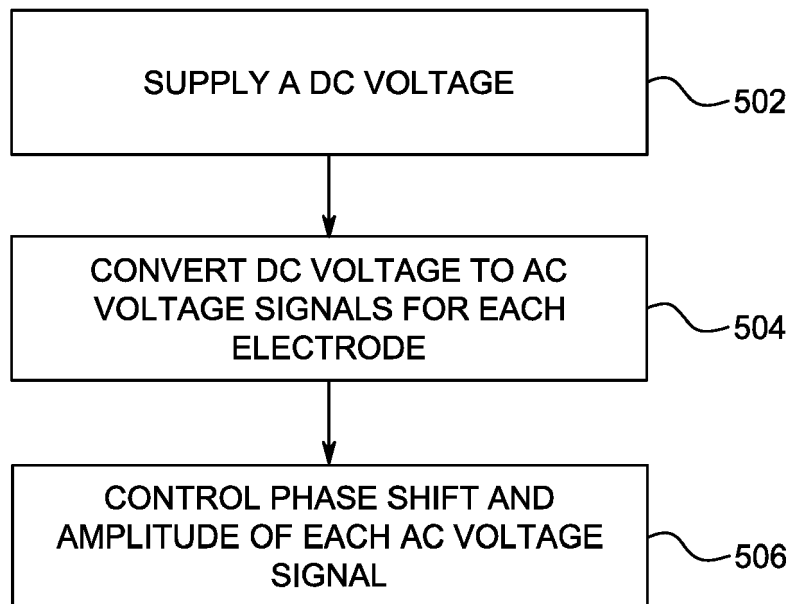 SUPPLY A DC VOLTAGE
502
CONVERT DC VOLTAGE TO AC
VOLTAGE SIGNALS FOR EACH
ELECTRODE
504
CONTROL PHASE SHIFT AND
AMPLITUDE OF EACH AC VOLTAGE
SIGNAL
506